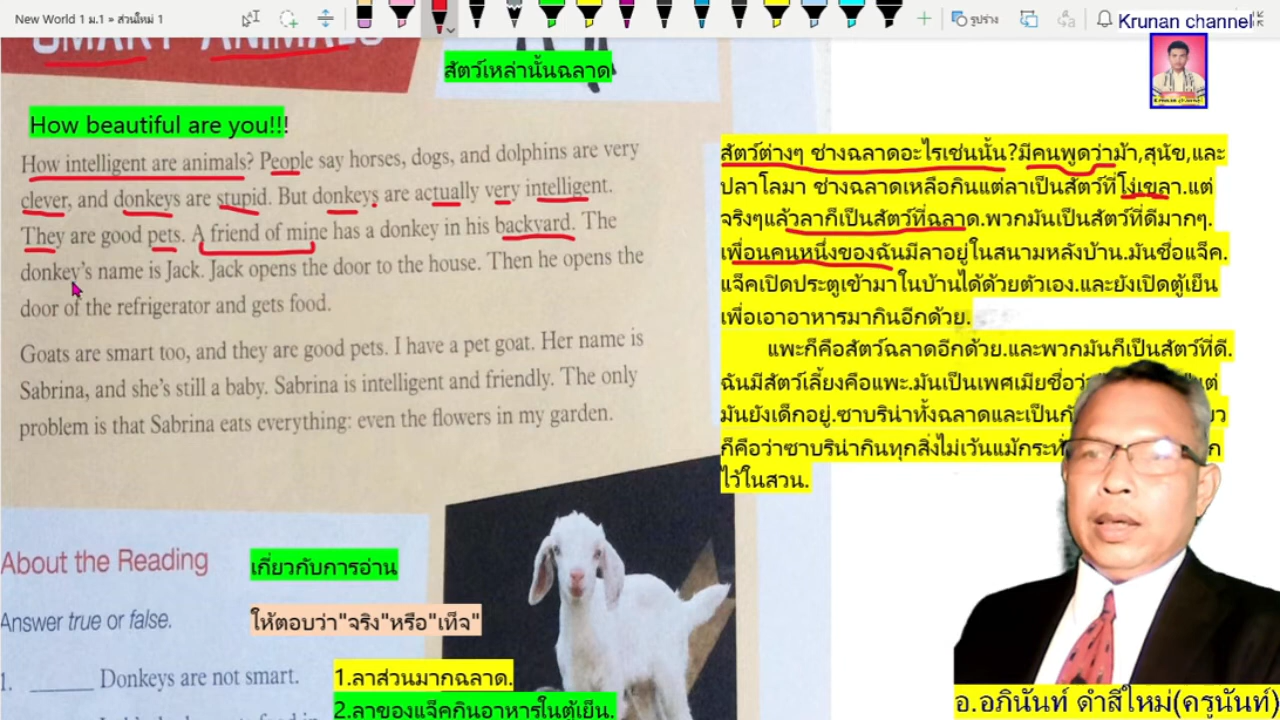 New World 1 ม.1 » ส่วนใหม่ 1
รูปร่าง
Krunan channel
SMART ANIMALS
สัตว์เหล่านั้นฉลาด
How beautiful are you!!!
How intelligent are animals? People say horses, dogs, and dolphins are very
clever, and donkeys are stupid. But donkeys are actually very intelligent.
They are good pets. A friend of mine has a donkey in his backyard. The
donkey's name is Jack. Jack opens the door to the house. Then he opens the
door of the refrigerator and gets food.
Goats are smart too, and they are good pets. I have a pet goat. Her name is
Sabrina, and she's still a baby. Sabrina is intelligent and friendly. The only
problem is that Sabrina eats everything: even the flowers in my garden.
สัตว์ต่างๆ ช่างฉลาดอะไรเช่นนั้น?มีคนพูดว่าม้า,สุนัข,และ
ปลาโลมา ช่างฉลาดเหลือกินแต่ลาเป็นสัตว์ที่โง่เขลา.แต่
จริงๆแล้วลาก็เป็นสัตว์ที่ฉลาด.พวกมันเป็นสัตว์ที่ดีมากๆ.
เพื่อนคนหนึ่งของฉันมีลาอยู่ในสนามหลังบ้าน.มันชื่อแจ็ค.
แจ็คเปิดประตูเข้ามาในบ้านได้ด้วยตัวเอง.และยังเปิดตู้เย็น
เพื่อเอาอาหารมากินอีกด้วย.
แพะก็คือสัตว์ฉลาดอีกด้วย.และพวกมันก็เป็นสัตว์ที่ดี.
ฉันมีสัตว์เลี้ยงคือแพะ.มันเป็นเพศเมียชื่อว่า
มันยังเด็กอยู่.ซาบริน่าทั้งฉลาดและเป็น
ก็คือว่าซาบริน่ากินทุกสิ่งไม่เว้นแม้
ไว้ในสวน.
About the Reading
เกี่ยวกับการอ่าน
Answer true or false.
ให้ตอบว่า"จริง"หรือ"เท็จ"
1. ______ Donkeys are not smart.
1.ลาส่วนมากฉลาด.
2.ลาของแจ็คกินอาหารในตู้เย็น.
อ.อภินันท์ ดำสีใหม่(ครูนันท์)